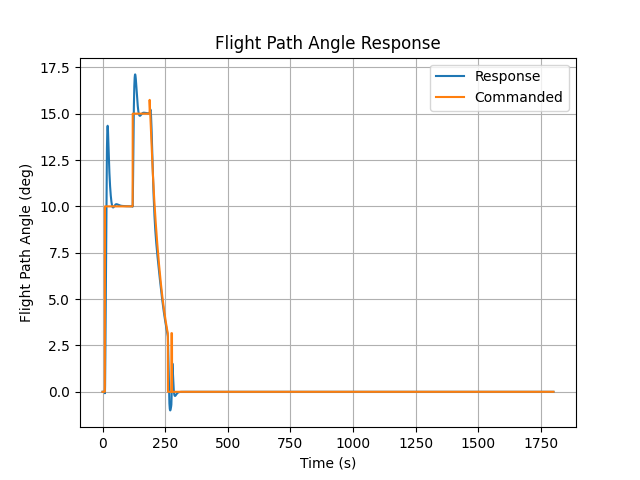 Flight Path Angle Response
Response
Commanded
17.5
15.0
12.5
10.0
7.5
5.0
2.5
0.0
Flight Path Angle (deg)
0 250 500 750 1000 1250 1500 1750
Time (s)